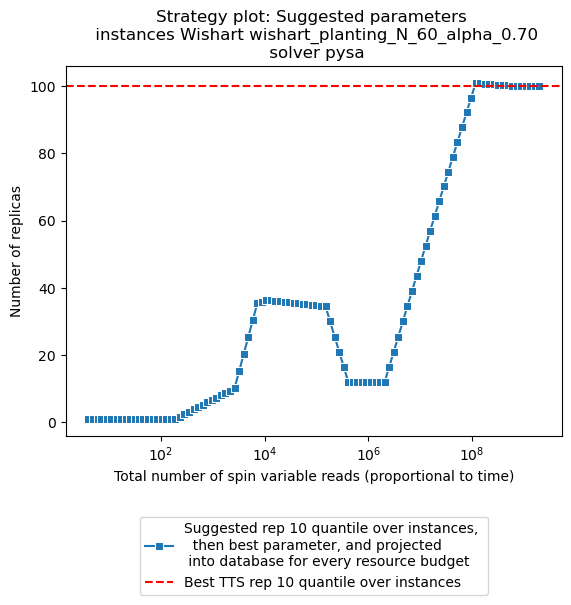 Strategy plot: Suggested parameters
instances Wishart wishart_planting_N_60_alpha_0.70
solver pysa
100
80
60
40
20
0
Number of replicas
10^2
10^4
10^6
10^8
Total number of spin variable reads (proportional to time)
Suggested rep 10 quantile over instances,
then best parameter, and projected
into database for every resource budget
Best TTS rep 10 quantile over instances